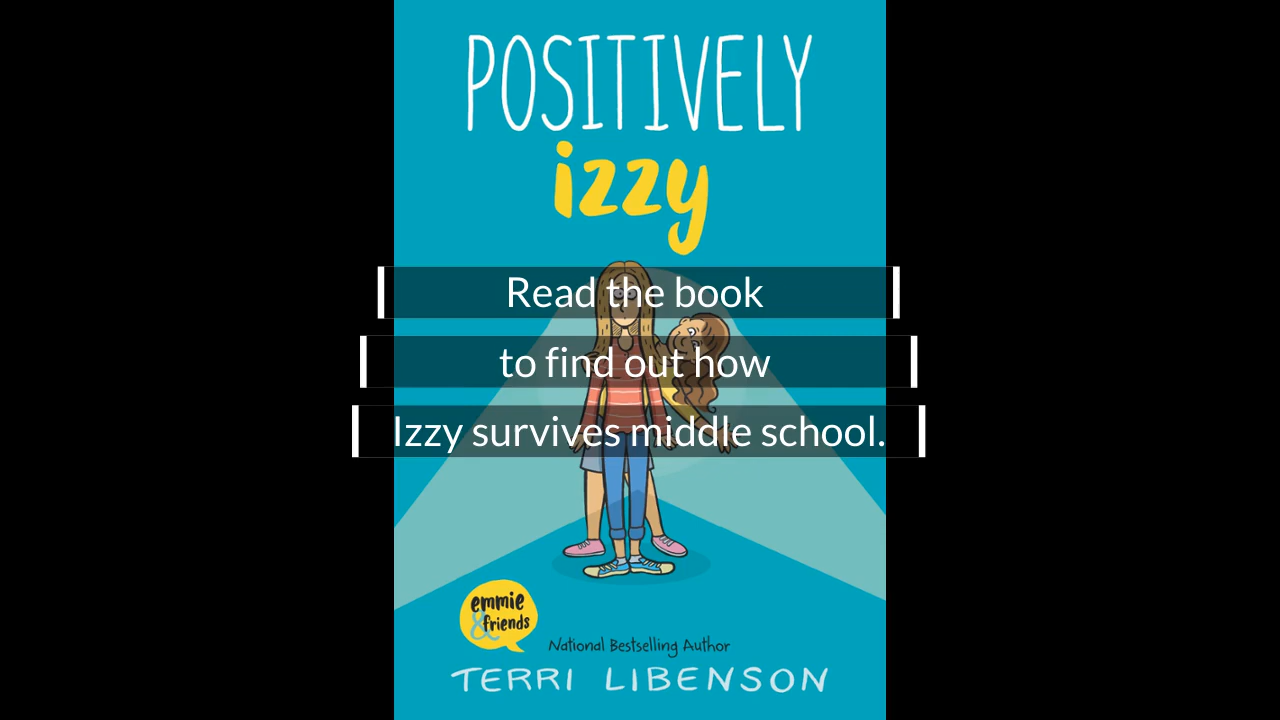 POSITIVELY
izzy
Read the book
to find out how
Izzy survives middle school.
emmie
& friends
National Bestselling Author
TERRI LIBENSON